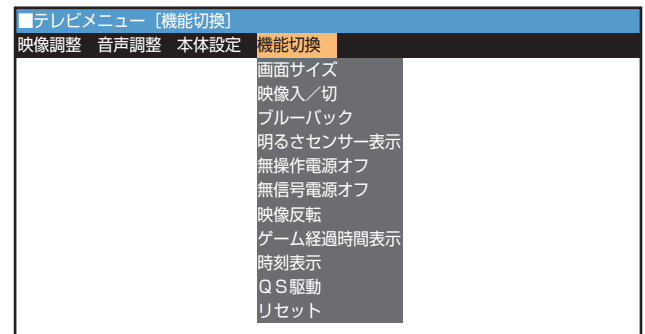 ■テレビメニュー［機能切換］
映像調整 音声調整 本体設定 機能切換
画面サイズ
映像入／切
ブルーバック
明るさセンサー表示
無操作電源オフ
無信号電源オフ
映像反転
ゲーム経過時間表示
時刻表示
ＱＳ駆動
リセット